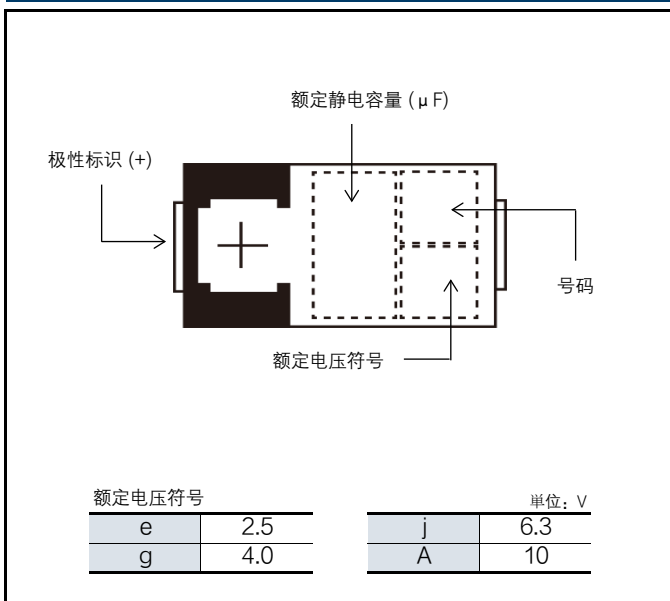 额定静电容量 (μF)
极性标识 (+)
号码
额定电压符号
额定电压符号
単位：V
e 2.5 j 6.3
g 4.0 A 10